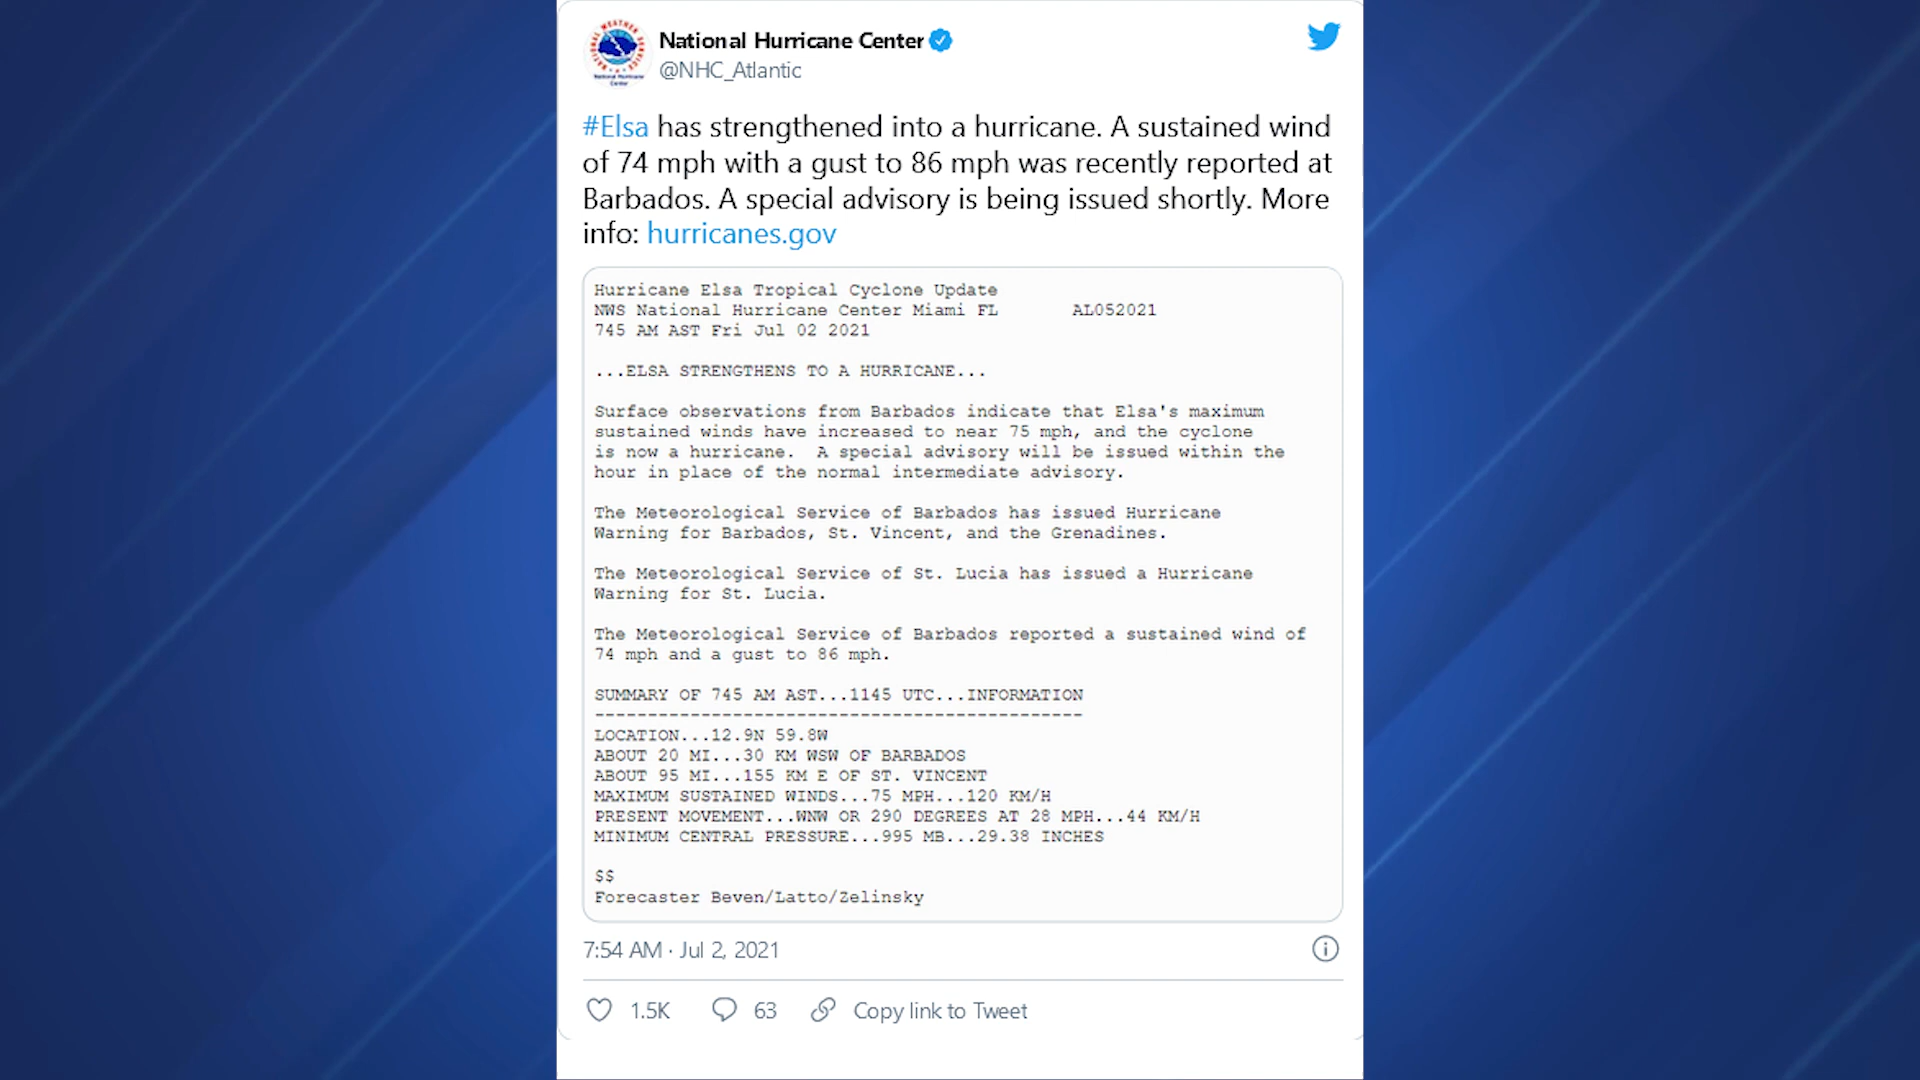 National Hurricane Center
@NHC_Atlantic
#Elsa has strengthened into a hurricane. A sustained wind
of 74 mph with a gust to 86 mph was recently reported at
Barbados. A special advisory is being issued shortly. More
info: hurricanes.gov
Hurricane Elsa Tropical Cyclone Update
NWS National Hurricane Center Miami FL AL052021
745 AM AST Fri Jul 02 2021
...ELSA STRENGTHENS TO A HURRICANE...
Surface observations from Barbados indicate that Elsa's maximum
sustained winds have increased to near 75 mph, and the cyclone
is now a hurricane. A special advisory will be issued within the
hour in place of the normal intermediate advisory.
The Meteorological Service of Barbados has issued Hurricane
Warning for Barbados, St. Vincent, and the Grenadines.
The Meteorological Service of St. Lucia has issued a Hurricane
Warning for St. Lucia.
The Meteorological Service of Barbados reported a sustained wind of
74 mph and a gust to 86 mph.
SUMMARY OF 745 AM AST...1145 UTC...INFORMATION
----------------------------------------------
LOCATION...12.9N 59.8W
ABOUT 20 MI...30 KM WSW OF BARBADOS
ABOUT 95 MI...155 KM E OF ST. VINCENT
MAXIMUM SUSTAINED WINDS...75 MPH...120 KM/H
PRESENT MOVEMENT...WNW OR 290 DEGREES AT 28 MPH...44 KM/H
MINIMUM CENTRAL PRESSURE...995 MB...29.38 INCHES
$$
Forecaster Beven/Latto/Zelinsky
7:54 AM · Jul 2, 2021
1.5K 63 Copy link to Tweet